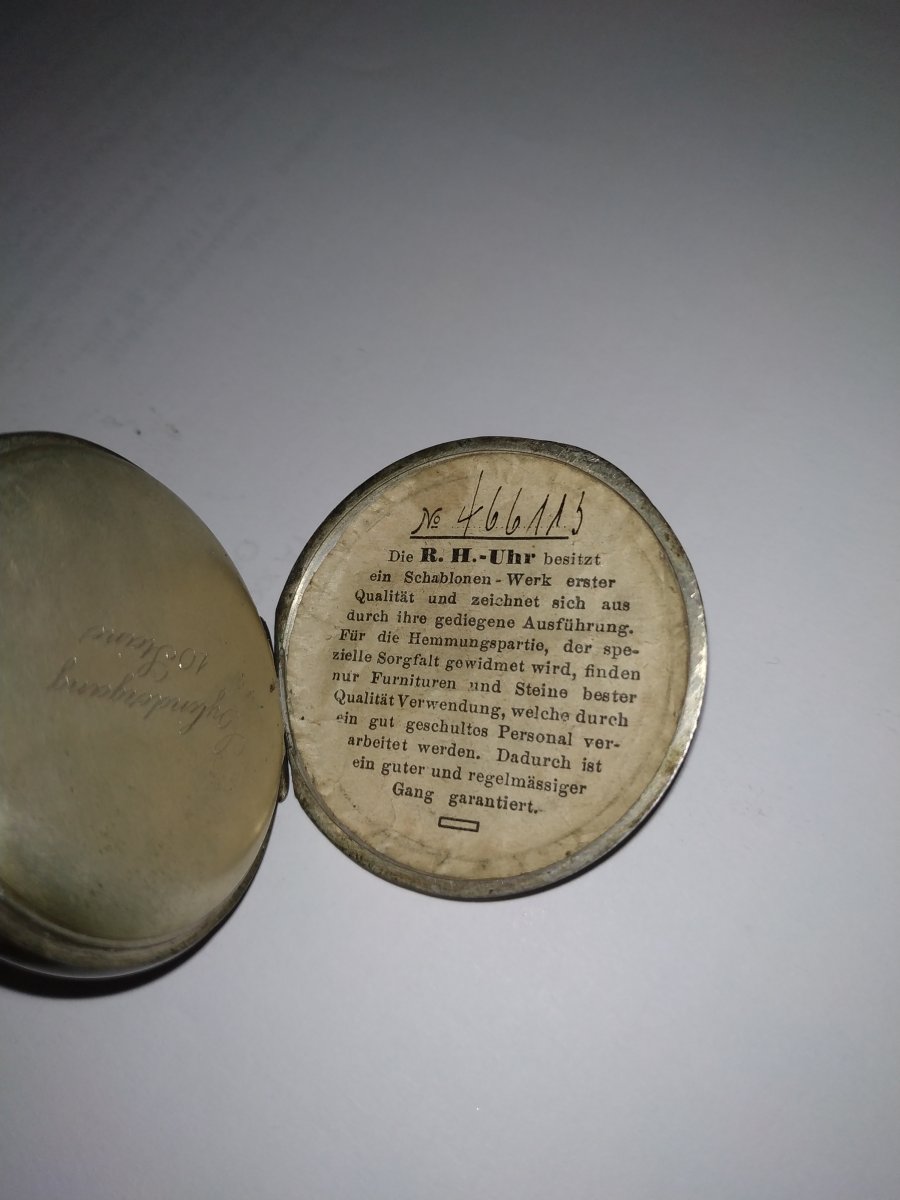 № 466113
Die R. H.-Uhr besitzt
ein Schablonen-Werk erster
Qualität und zeichnet sich aus
durch ihre gediegene Ausführung.
Für die Hemmungspartie, der spe-
zielle Sorgfalt gewidmet wird, finden
nur Furnituren und Steine bester
Qualität Verwendung, welche durch
ein gut geschultes Personal ver-
arbeitet werden. Dadurch ist
ein guter und regelmässiger
Gang garantiert.
Cylindergang
10 Steine